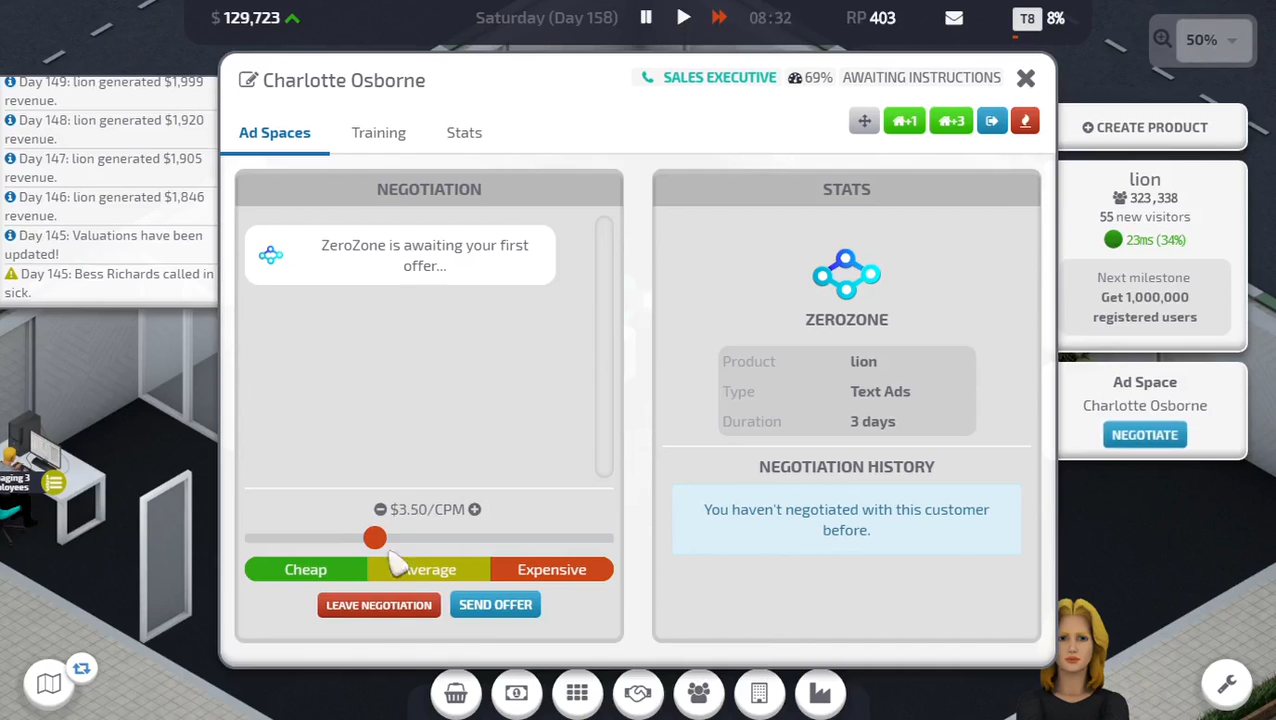 $ 129,723
Saturday (Day 158)
08:32
RP 403
T8 8%
50%
Day 149: lion generated $1,999
revenue.
Day 148: lion generated $1,920
revenue.
Day 147: lion generated $1,905
revenue.
Day 146: lion generated $1,846
revenue.
Day 145: Valuations have been
updated!
Day 145: Bess Richards called in
sick.
Charlotte Osborne
SALES EXECUTIVE
69%
AWAITING INSTRUCTIONS
+1
+3
Ad Spaces
Training
Stats
NEGOTIATION
ZeroZone is awaiting your first
offer...
$3.50/CPM
Cheap
Expensive
LEAVE NEGOTIATION
SEND OFFER
STATS
ZEROZONE
Product lion
Type Text Ads
Duration 3 days
NEGOTIATION HISTORY
You haven't negotiated with this customer
before.
CREATE PRODUCT
lion
323,338
55 new visitors
23ms (34%)
Next milestone
Get 1,000,000
registered users
Ad Space
Charlotte Osborne
NEGOTIATE